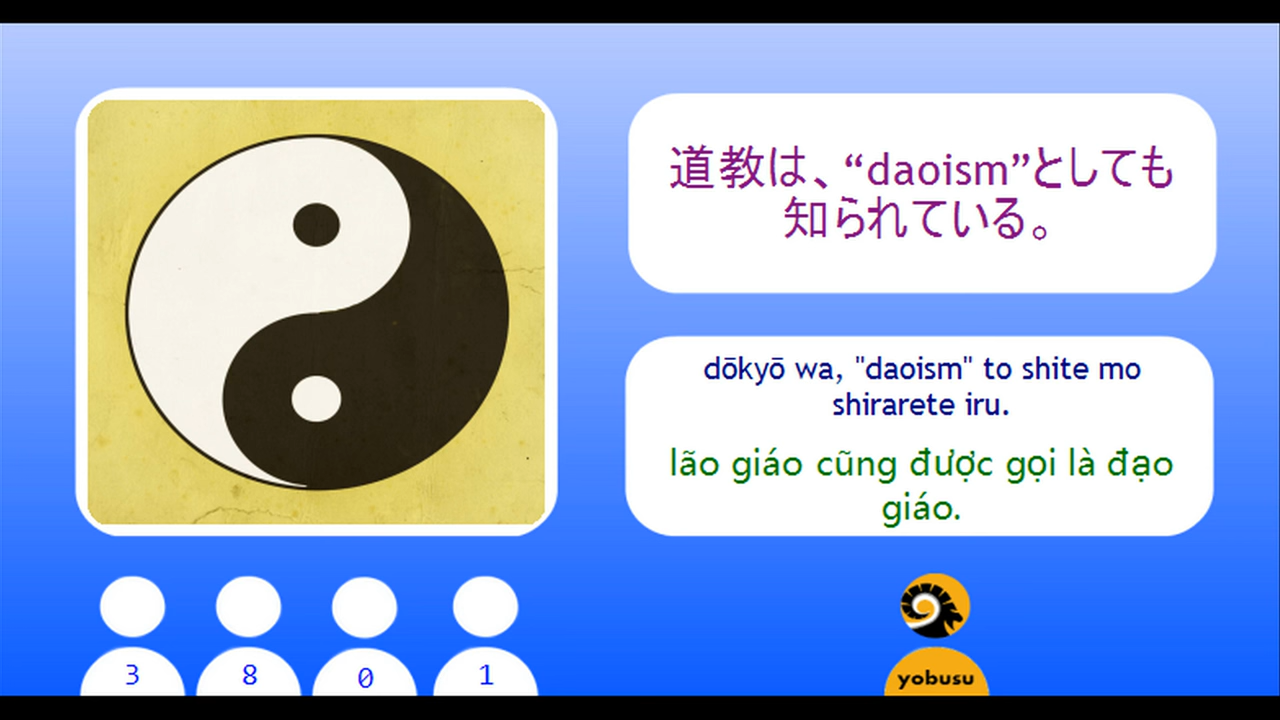 道教は、“daoism”としても
知られている。
dōkyō wa, "daoism" to shite mo
shirarete iru.
lão giáo cũng được gọi là đạo
giáo.
3 8 0 1
yobusu